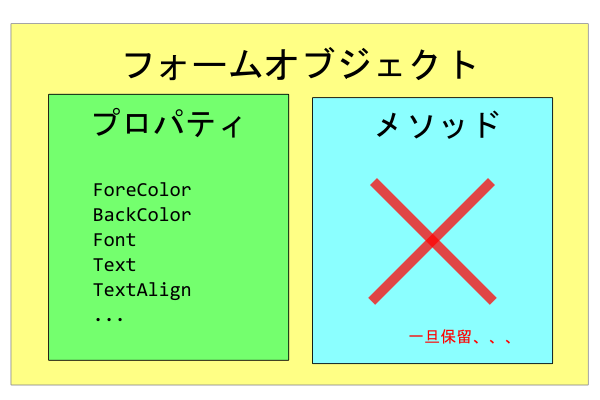 フォームオブジェクト
プロパティ
ForeColor
BackColor
Font
Text
TextAlign
...
メソッド
一旦保留、、、